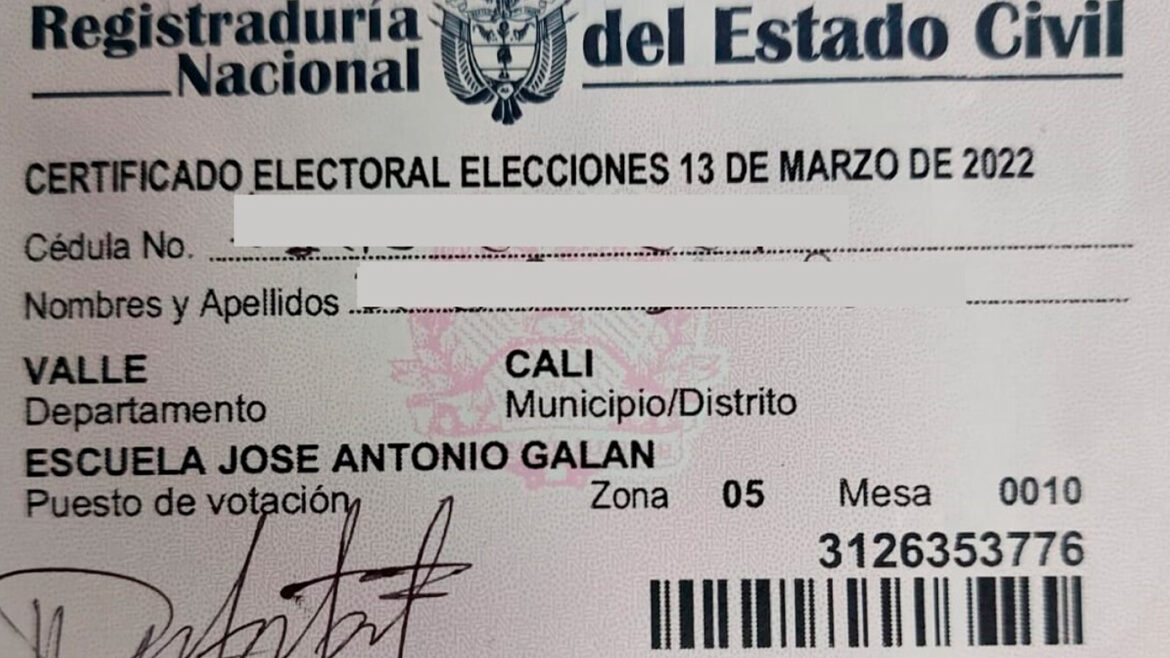 Registraduría del Estado Civil
Nacional
CERTIFICADO ELECTORAL ELECCIONES 13 DE MARZO DE 2022
Cédula No.
Nombres y Apellidos
VALLE CALI
Departamento Municipio/Distrito
ESCUELA JOSE ANTONIO GALAN
Puesto de votación Zona 05 Mesa 0010
3126353776